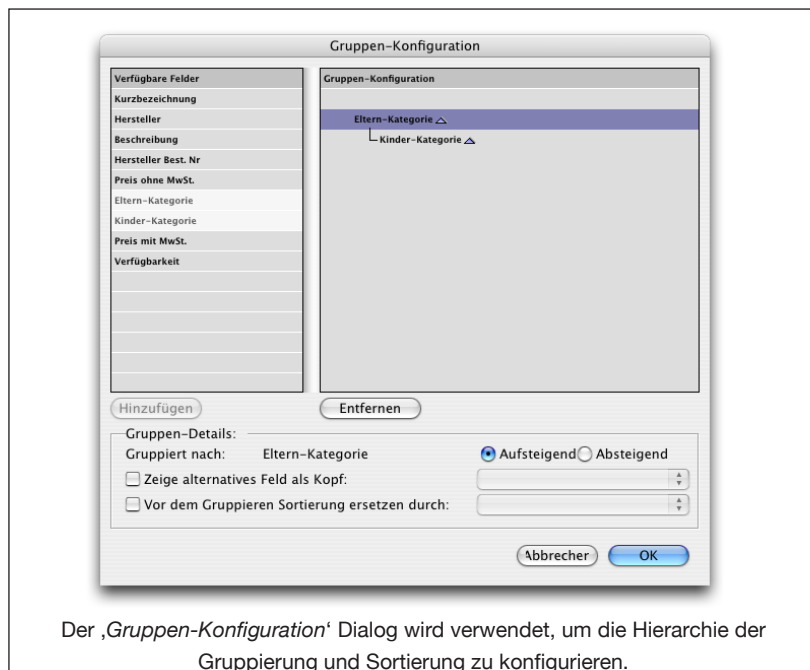 Gruppen-Konfiguration
Verfügbare Felder
Kurzbezeichnung
Hersteller
Beschreibung
Hersteller Best. Nr
Preis ohne MwSt.
Eltern-Kategorie
Kinder-Kategorie
Preis mit MwSt.
Verfügbarkeit
Gruppen-Konfiguration
Eltern-Kategorie
Kinder-Kategorie
Hinzufügen
Entfernen
Gruppen-Details:
Gruppiert nach: Eltern-Kategorie Aufsteigend Absteigend
Zeige alternatives Feld als Kopf:
Vor dem Gruppieren Sortierung ersetzen durch:
Abbrecher OK
Der ‚Gruppen-Konfiguration‘ Dialog wird verwendet, um die Hierarchie der
Gruppierung und Sortierung zu konfigurieren.